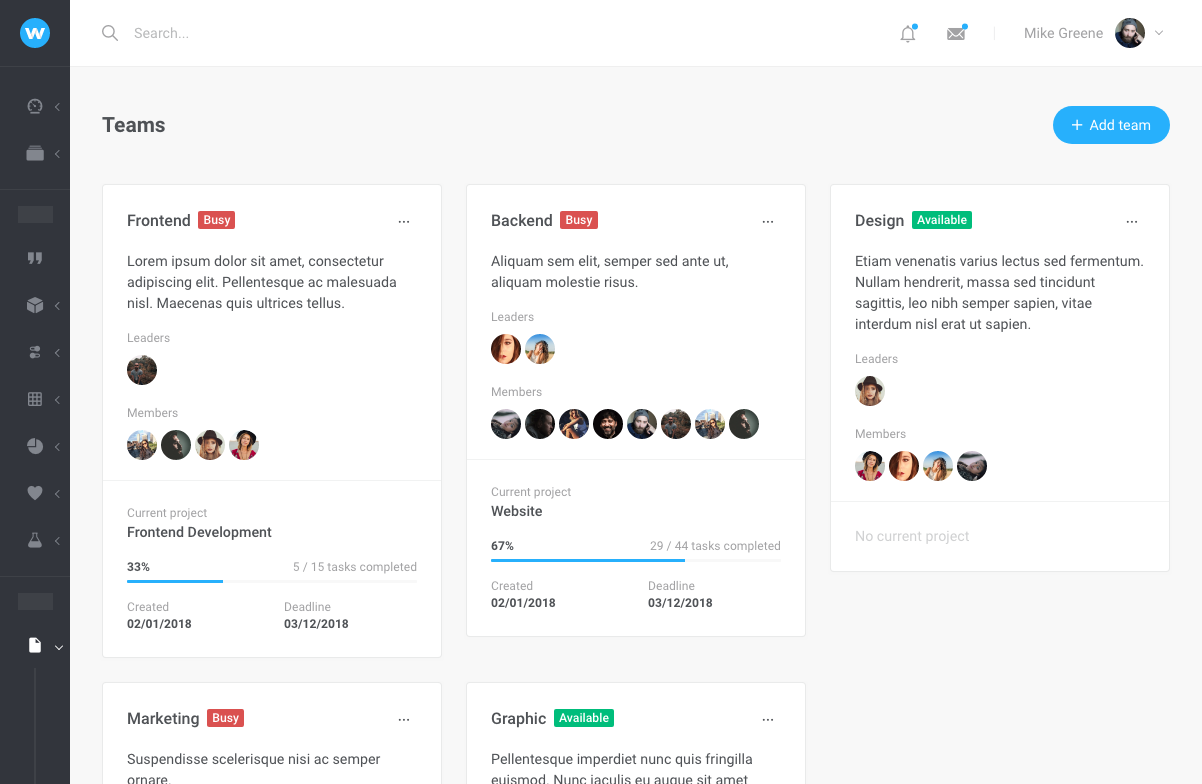 w
Search...
Mike Greene
Teams
+ Add team
Frontend Busy ...
Lorem ipsum dolor sit amet, consectetur
adipiscing elit. Pellentesque ac malesuada
nisl. Maecenas quis ultrices tellus.
Leaders
Members
Current project
Frontend Development
33% 5 / 15 tasks completed
Created Deadline
02/01/2018 03/12/2018
Backend Busy ...
Aliquam sem elit, semper sed ante ut,
aliquam molestie risus.
Leaders
Members
Current project
Website
67% 29 / 44 tasks completed
Created Deadline
02/01/2018 03/12/2018
Design Available ...
Etiam venenatis varius lectus sed fermentum.
Nullam hendrerit, massa sed tincidunt
sagittis, leo nibh semper sapien, vitae
interdum nisl erat ut sapien.
Leaders
Members
No current project
Marketing Busy ...
Suspendisse scelerisque nisi ac semper
ornare.
Graphic Available ...
Pellentesque imperdiet nunc quis fringilla
euismod. Nunc iaculis eu augue sit amet